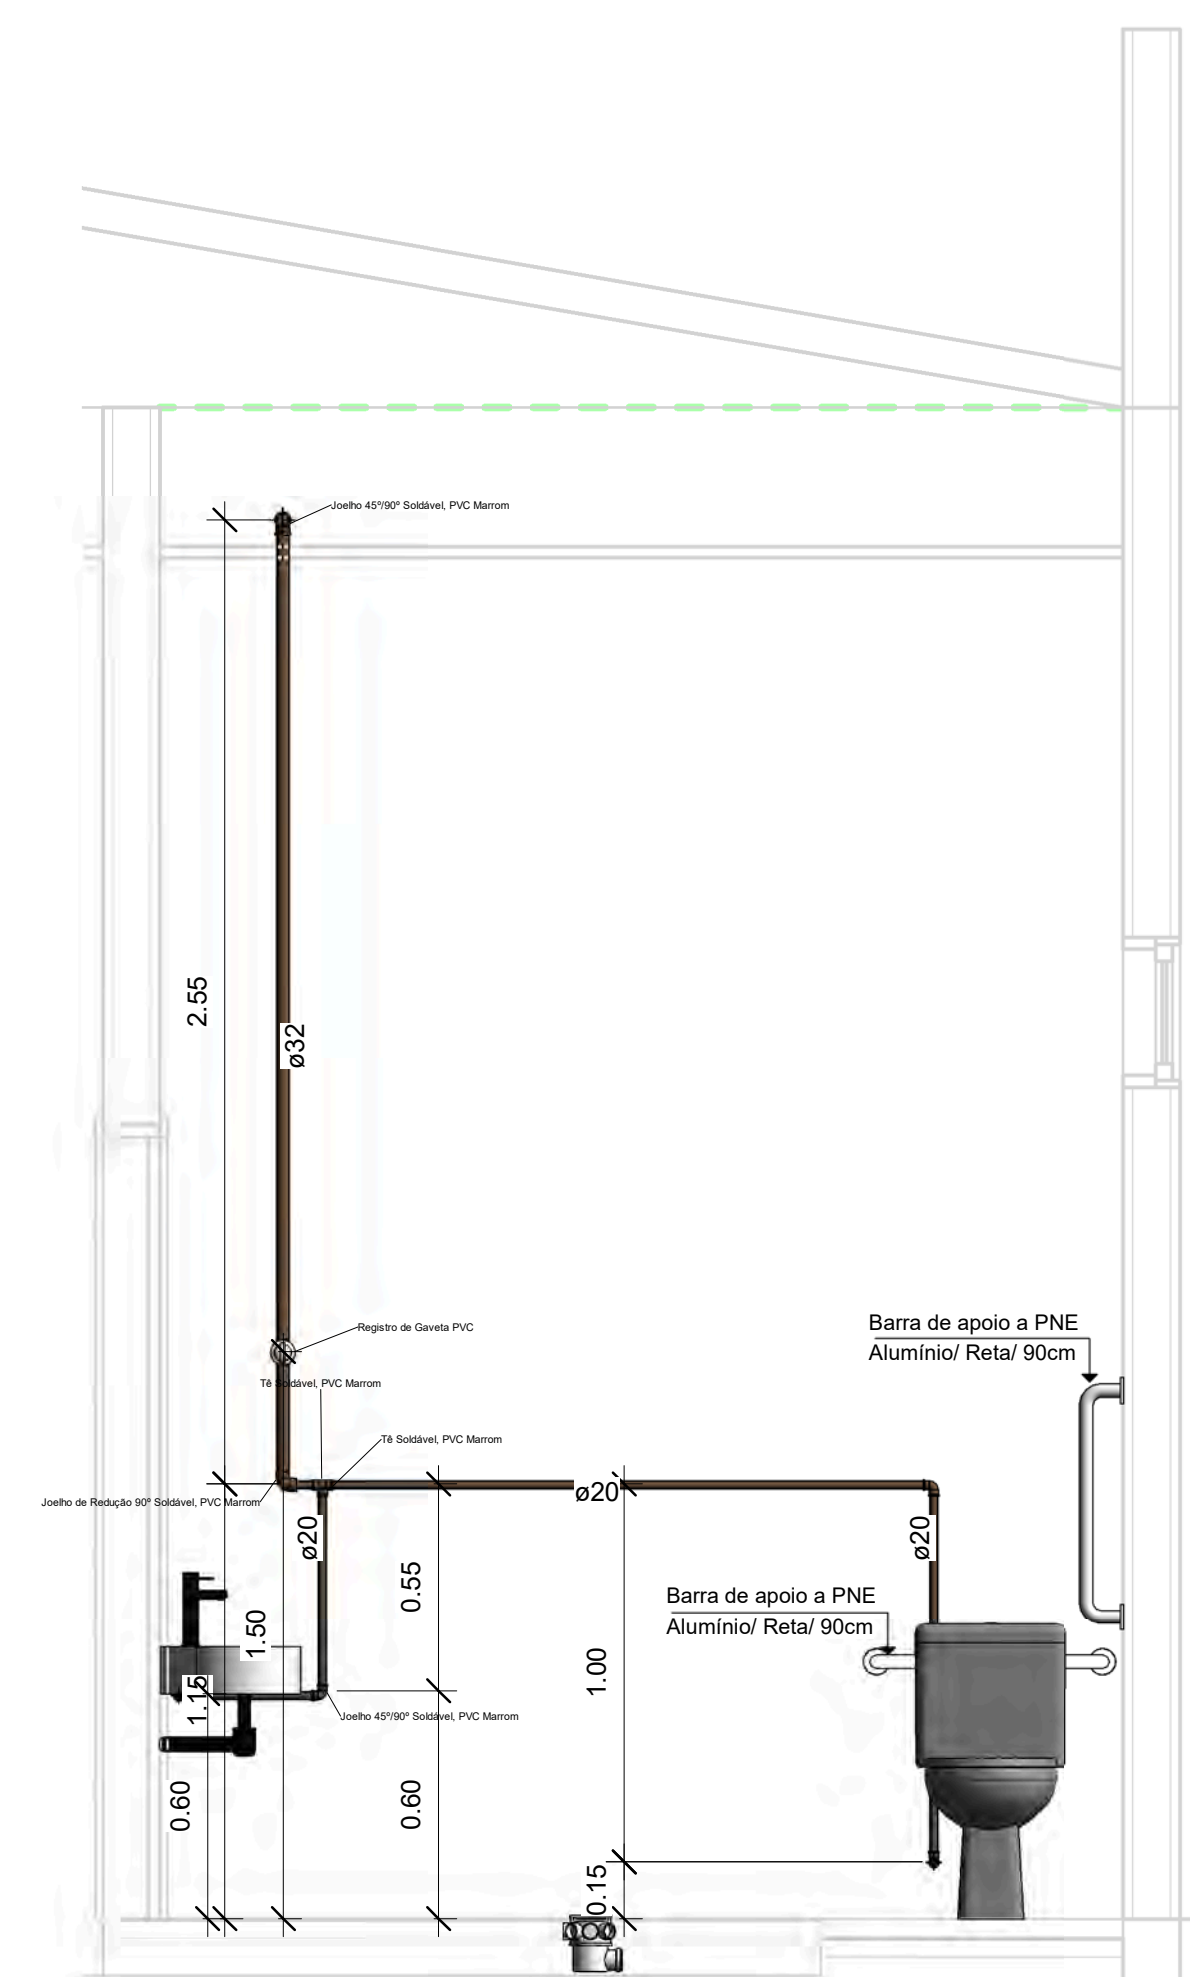 Joelho 45º/90º Soldável, PVC Marrom
2.55
ø32
Registro de Gaveta PVC
Barra de apoio a PNE
Alumínio/ Reta/ 90cm
Tê Soldável, PVC Marrom
Tê Soldável, PVC Marrom
Joelho de Redução 90º Soldável, PVC Marrom
ø20
ø20
ø20
0.55
Barra de apoio a PNE
Alumínio/ Reta/ 90cm
1.50
1.00
1.15
Joelho 45º/90º Soldável, PVC Marrom
0.60
0.60
0.15